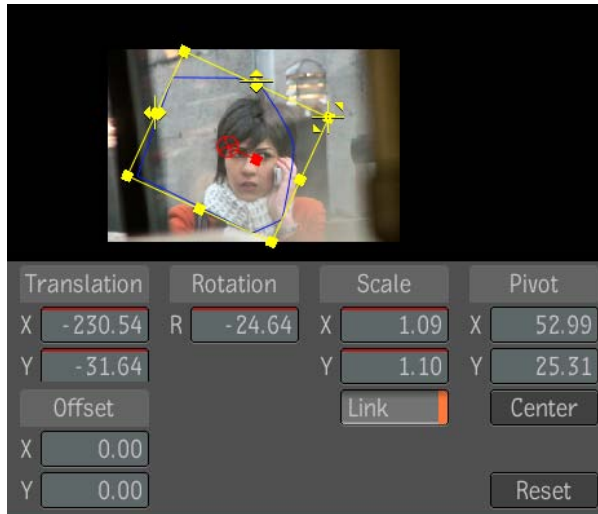 Translation Rotation Scale Pivot
X -230.54 R -24.64 X 1.09 X 52.99
Y -31.64 Y 1.10 Y 25.31
Offset Link Center
X 0.00
Y 0.00 Reset